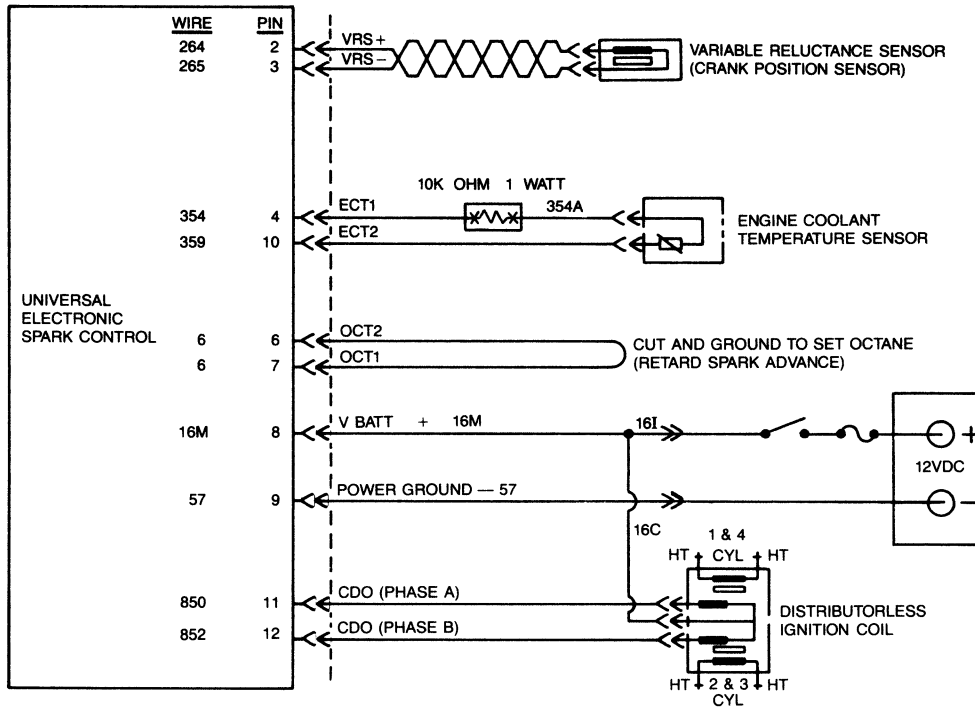 WIRE PIN
264 2 VRS+
265 3 VRS-
VARIABLE RELUCTANCE SENSOR
(CRANK POSITION SENSOR)
10K OHM 1 WATT
354 4 ECT1 354A
359 10 ECT2
ENGINE COOLANT
TEMPERATURE SENSOR
UNIVERSAL
ELECTRONIC
SPARK CONTROL
6 6 OCT2
6 7 OCT1
CUT AND GROUND TO SET OCTANE
(RETARD SPARK ADVANCE)
16M 8 V BATT + 16M 16I
+
12VDC
57 9 POWER GROUND — 57
−
16C
1 & 4
HT CYL HT
850 11 CDO (PHASE A)
852 12 CDO (PHASE B)
DISTRIBUTORLESS
IGNITION COIL
HT 2 & 3 HT
CYL